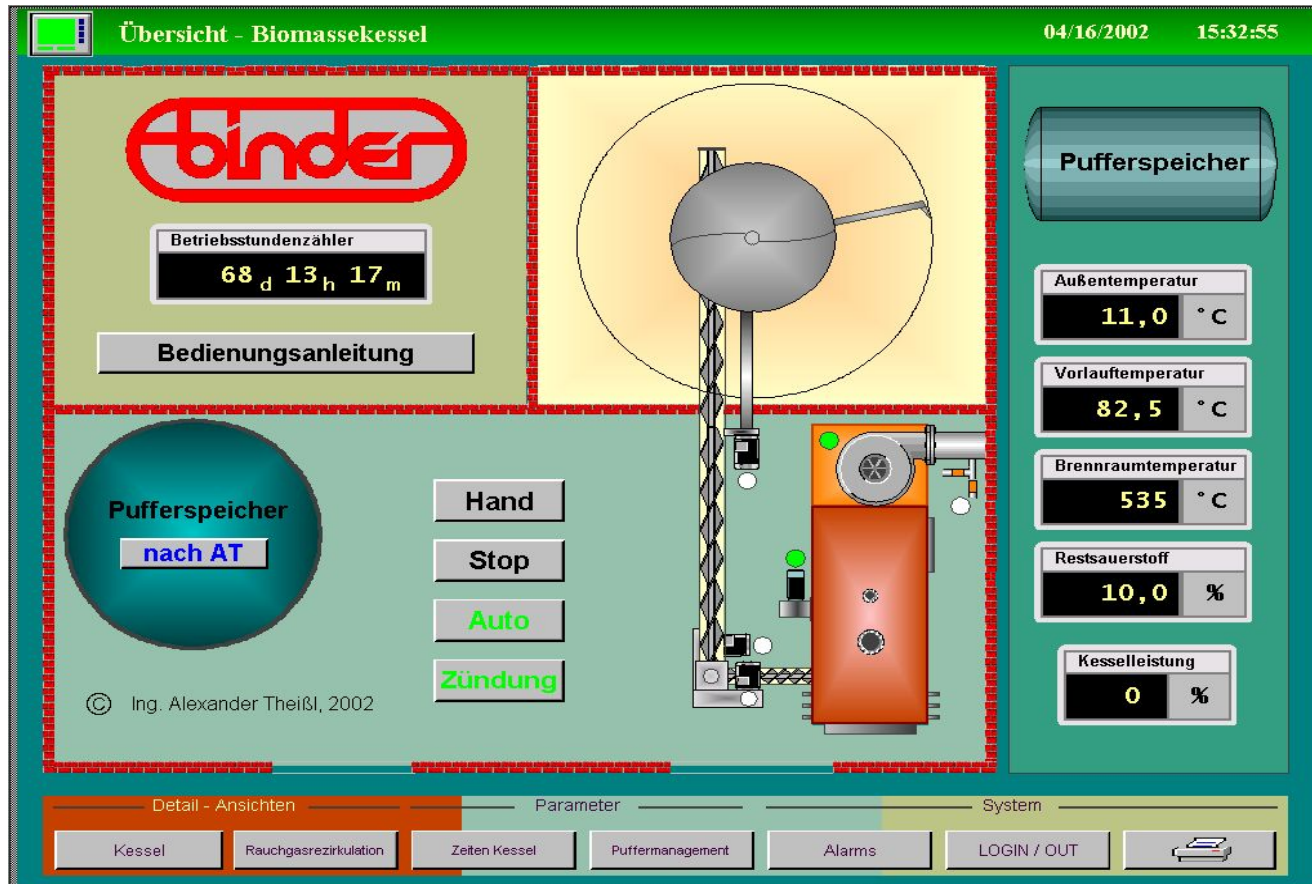 Übersicht - Biomassekessel
04/16/2002 15:32:55
binder
Betriebsstundenzähler
68 d 13 h 17 m
Bedienungsanleitung
Pufferspeicher
nach AT
Hand
Stop
Auto
Zündung
© Ing. Alexander Theißl, 2002
Pufferspeicher
Außentemperatur
11,0 °C
Vorlauftemperatur
82,5 °C
Brennraumtemperatur
535 °C
Restsauerstoff
10,0 %
Kesselleistung
0 %
Detail - Ansichten Parameter System
Kessel Rauchgasrezirkulation Zeiten Kessel Puffermanagement Alarms LOGIN / OUT